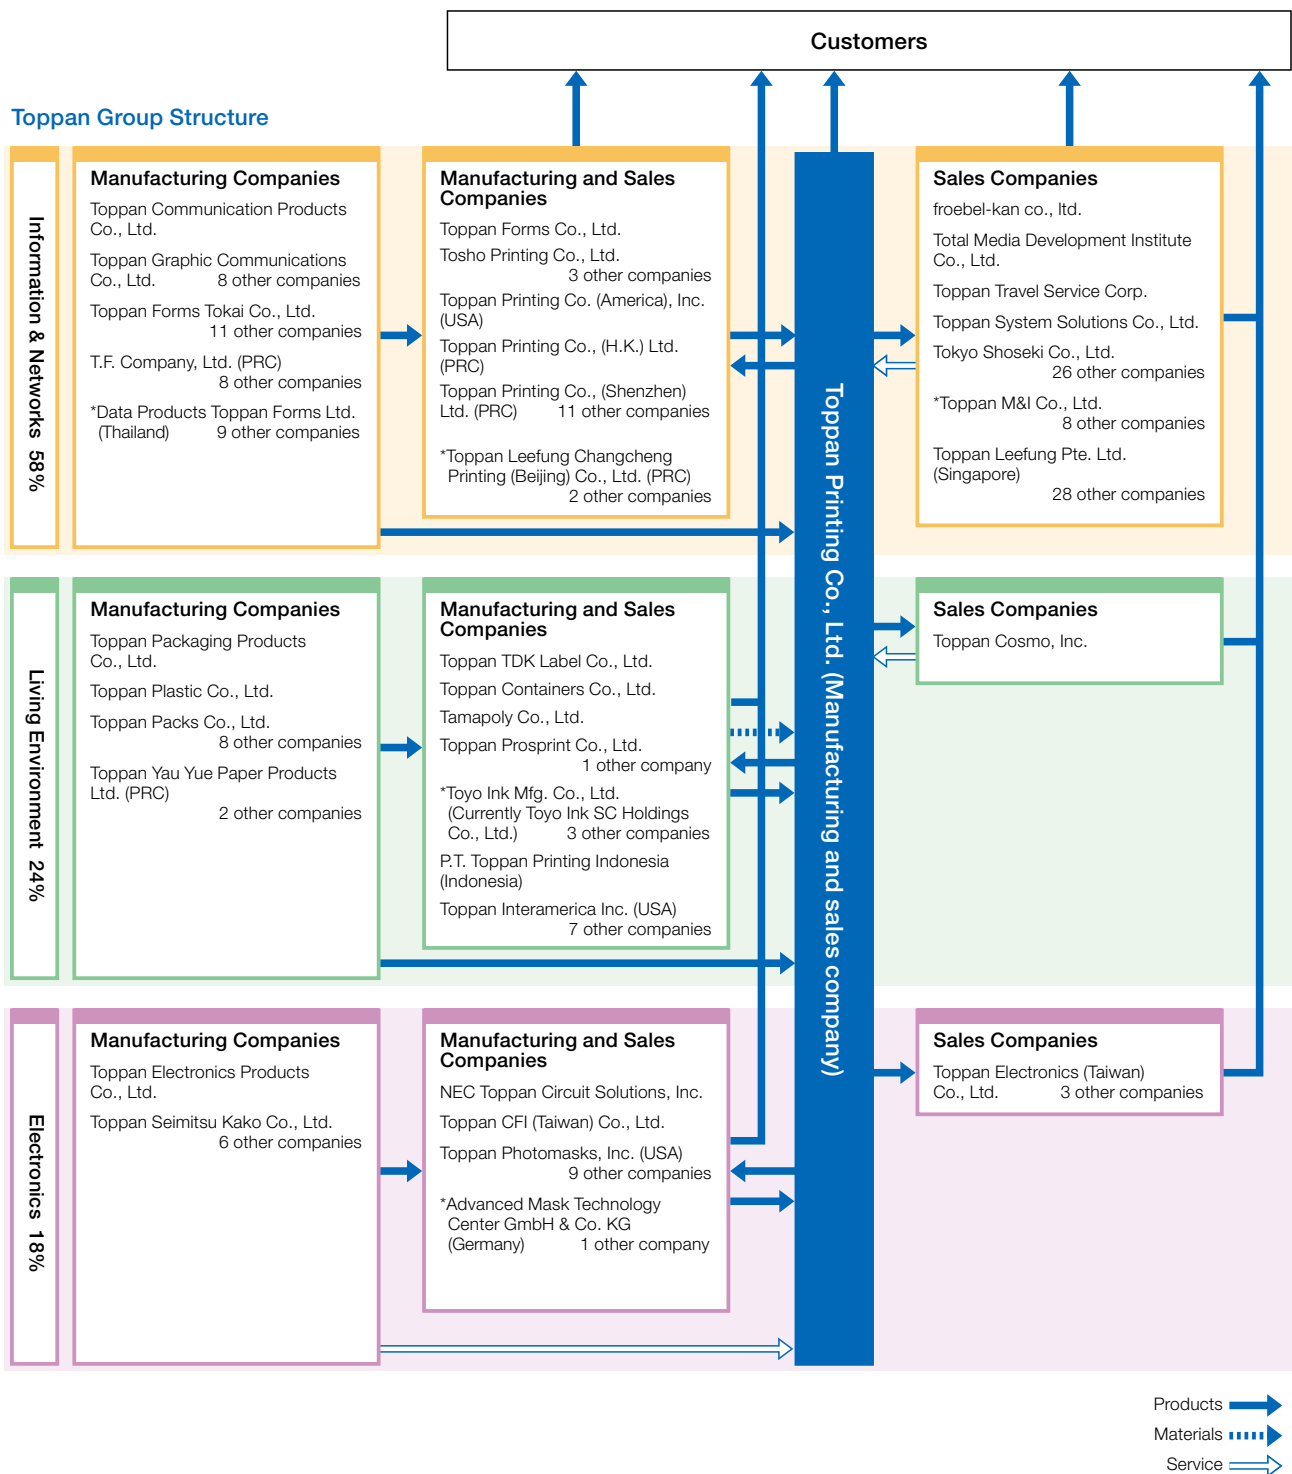 Customers
Toppan Group Structure
Information & Networks 58%
Manufacturing Companies
Toppan Communication Products
Co., Ltd.
Toppan Graphic Communications
Co., Ltd. 8 other companies
Toppan Forms Tokai Co., Ltd.
11 other companies
T.F. Company, Ltd. (PRC)
8 other companies
*Data Products Toppan Forms Ltd.
(Thailand) 9 other companies
Manufacturing and Sales
Companies
Toppan Forms Co., Ltd.
Tosho Printing Co., Ltd.
3 other companies
Toppan Printing Co. (America), Inc.
(USA)
Toppan Printing Co., (H.K.) Ltd.
(PRC)
Toppan Printing Co., (Shenzhen)
Ltd. (PRC) 11 other companies
*Toppan Leefung Changcheng
Printing (Beijing) Co., Ltd. (PRC)
2 other companies
Toppan Printing Co., Ltd. (Manufacturing and sales company)
Sales Companies
froebel-kan co., ltd.
Total Media Development Institute
Co., Ltd.
Toppan Travel Service Corp.
Toppan System Solutions Co., Ltd.
Tokyo Shoseki Co., Ltd.
26 other companies
*Toppan M&I Co., Ltd.
8 other companies
Toppan Leefung Pte. Ltd.
(Singapore)
28 other companies
Living Environment 24%
Manufacturing Companies
Toppan Packaging Products
Co., Ltd.
Toppan Plastic Co., Ltd.
Toppan Packs Co., Ltd.
8 other companies
Toppan Yau Yue Paper Products
Ltd. (PRC)
2 other companies
Manufacturing and Sales
Companies
Toppan TDK Label Co., Ltd.
Toppan Containers Co., Ltd.
Tamapoly Co., Ltd.
Toppan Prosprint Co., Ltd.
1 other company
*Toyo Ink Mfg. Co., Ltd.
(Currently Toyo Ink SC Holdings
Co., Ltd.) 3 other companies
P.T. Toppan Printing Indonesia
(Indonesia)
Toppan Interamerica Inc. (USA)
7 other companies
Sales Companies
Toppan Cosmo, Inc.
Electronics 18%
Manufacturing Companies
Toppan Electronics Products
Co., Ltd.
Toppan Seimitsu Kako Co., Ltd.
6 other companies
Manufacturing and Sales
Companies
NEC Toppan Circuit Solutions, Inc.
Toppan CFI (Taiwan) Co., Ltd.
Toppan Photomasks, Inc. (USA)
9 other companies
*Advanced Mask Technology
Center GmbH & Co. KG
(Germany) 1 other company
Sales Companies
Toppan Electronics (Taiwan)
Co., Ltd. 3 other companies
Products
Materials
Service